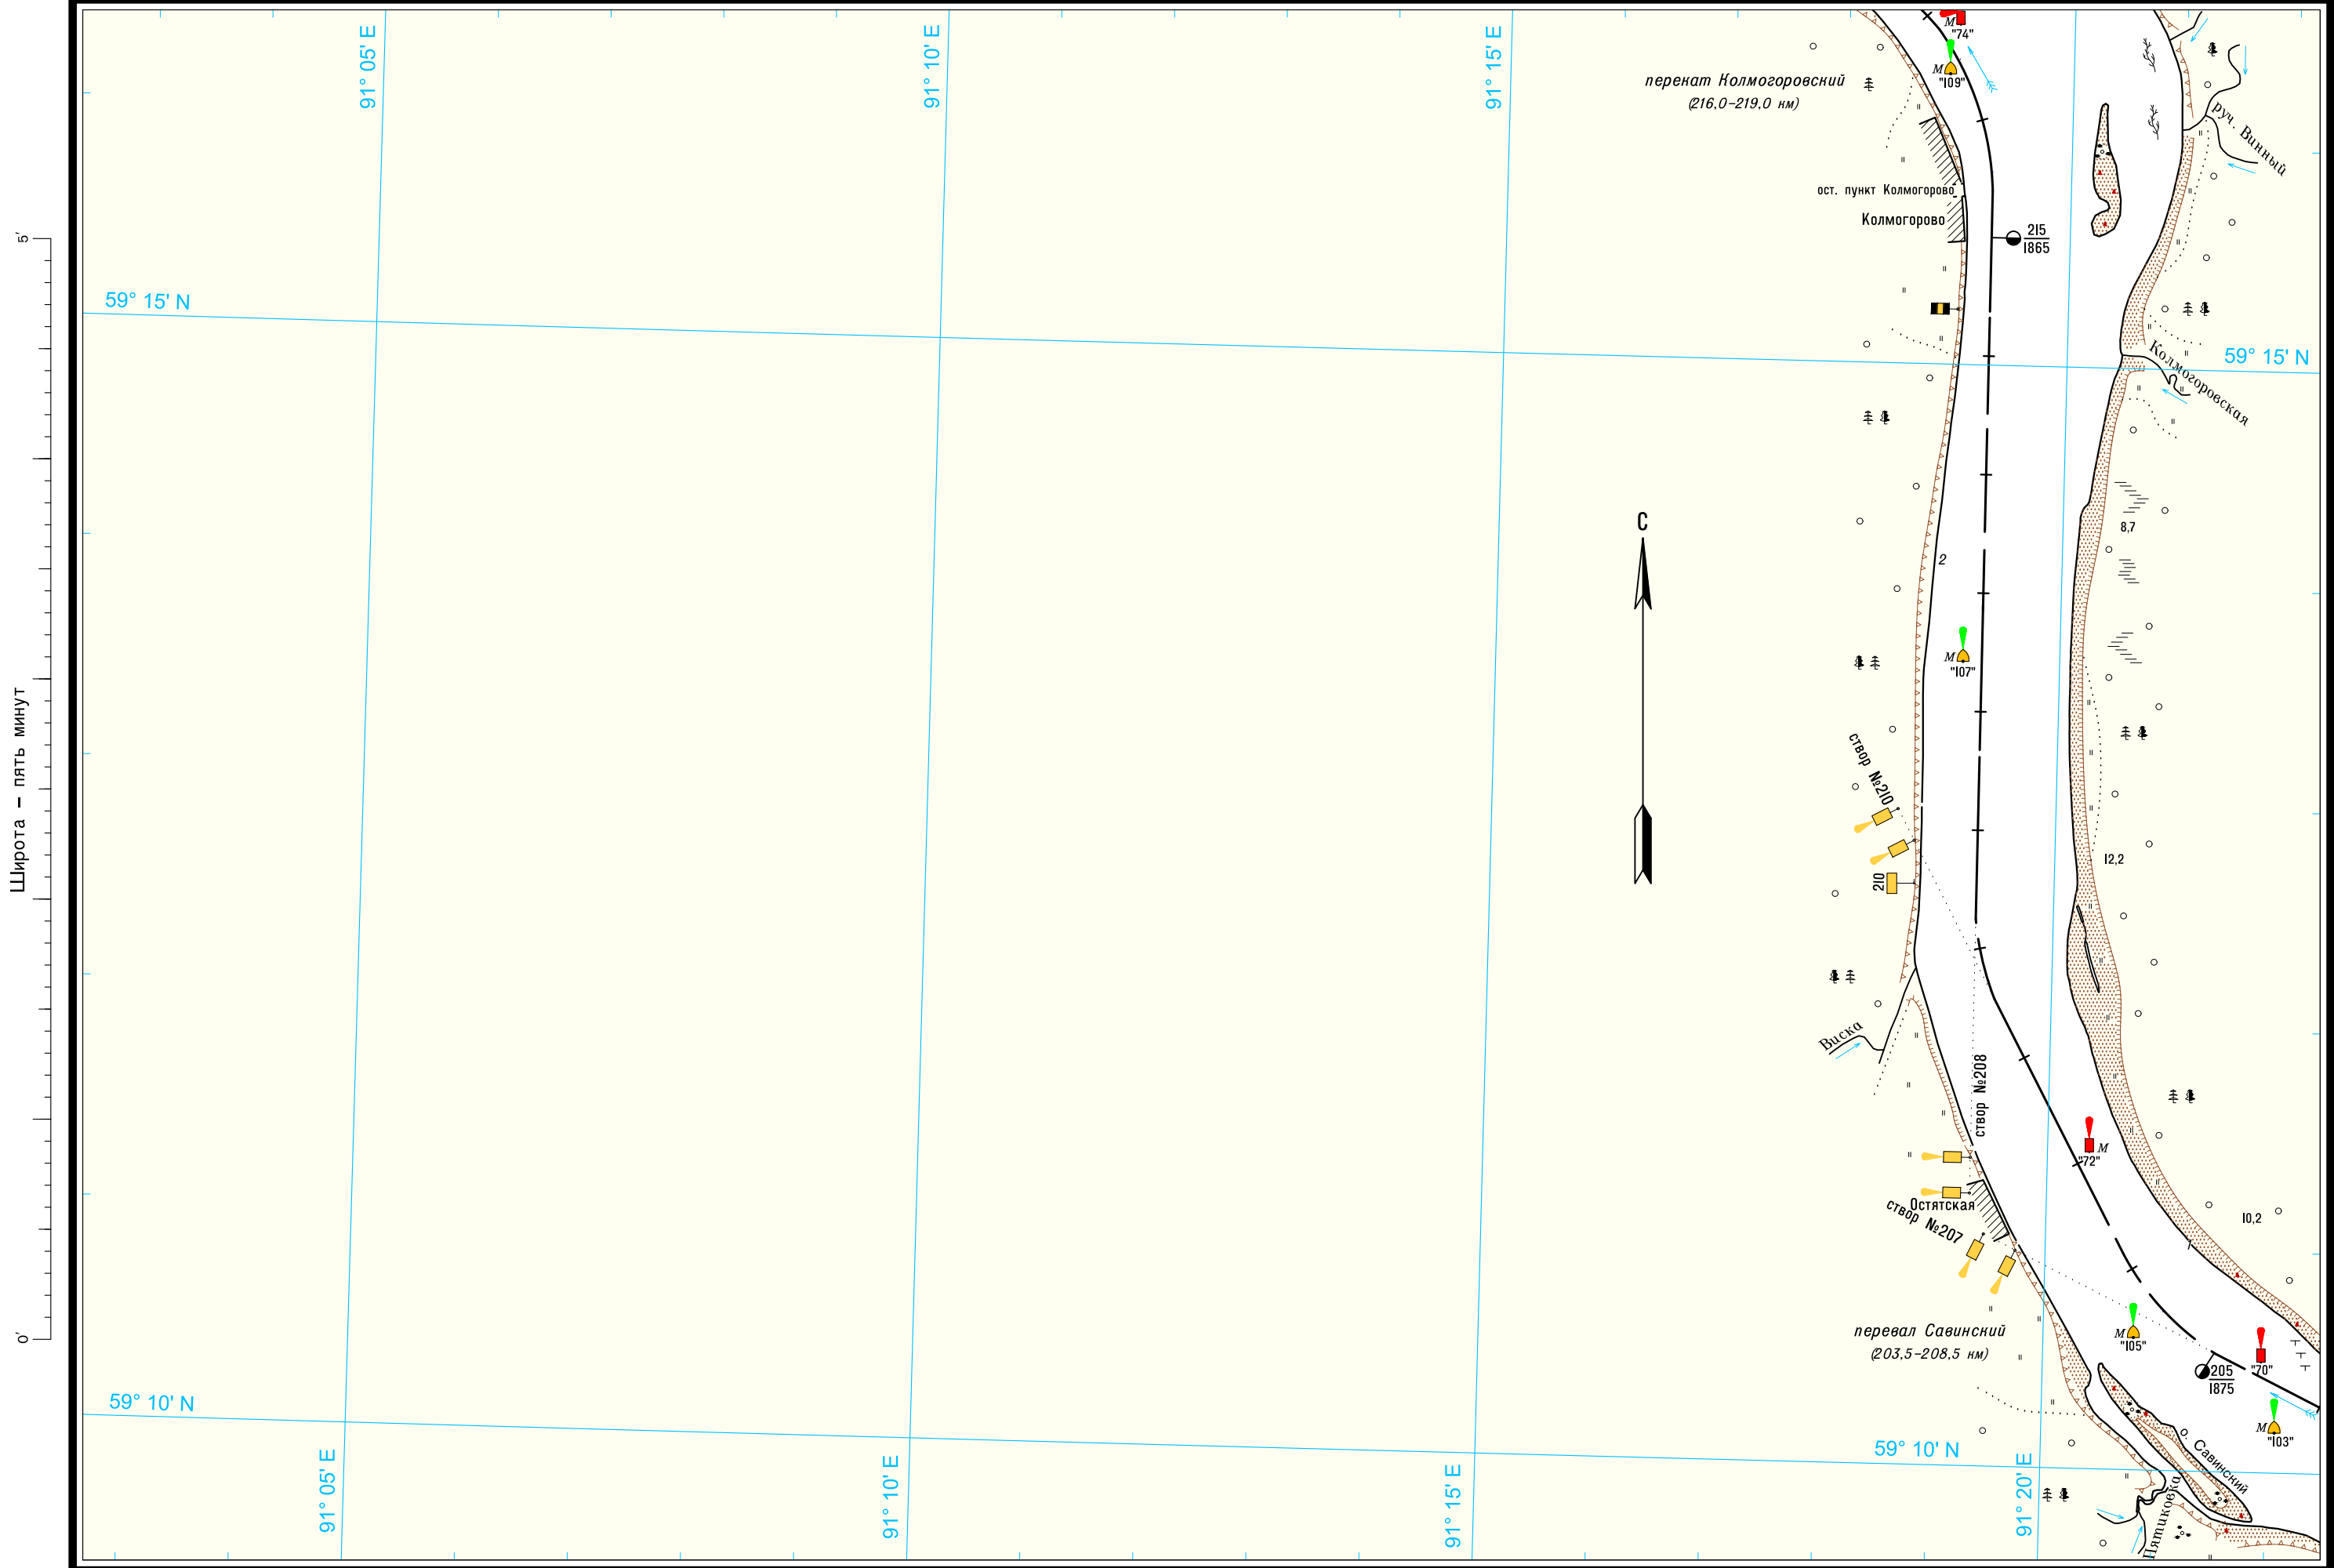 91° 05' E
91° 10' E
91° 15' E
М
"74"
М
"109"
перекат Колмогоровский
(216,0-219,0 км)
руч. Винный
ост. пункт Колмогорово
Колмогорово
215
1865
5'
59° 15' N
59° 15' N
Колмогоровская
С
8,7
2
М
"107"
Широта – пять минут
створ №210
210
12,2
Виска
створ №208
М
"72"
Остятская
створ №207
10,2
0'
перевал Савинский
(203,5-208,5 км)
М
"105"
"70"
205
1875
59° 10' N
59° 10' N
М
"103"
о. Савинский
Пятиковка
91° 05' E
91° 10' E
91° 15' E
91° 20' E